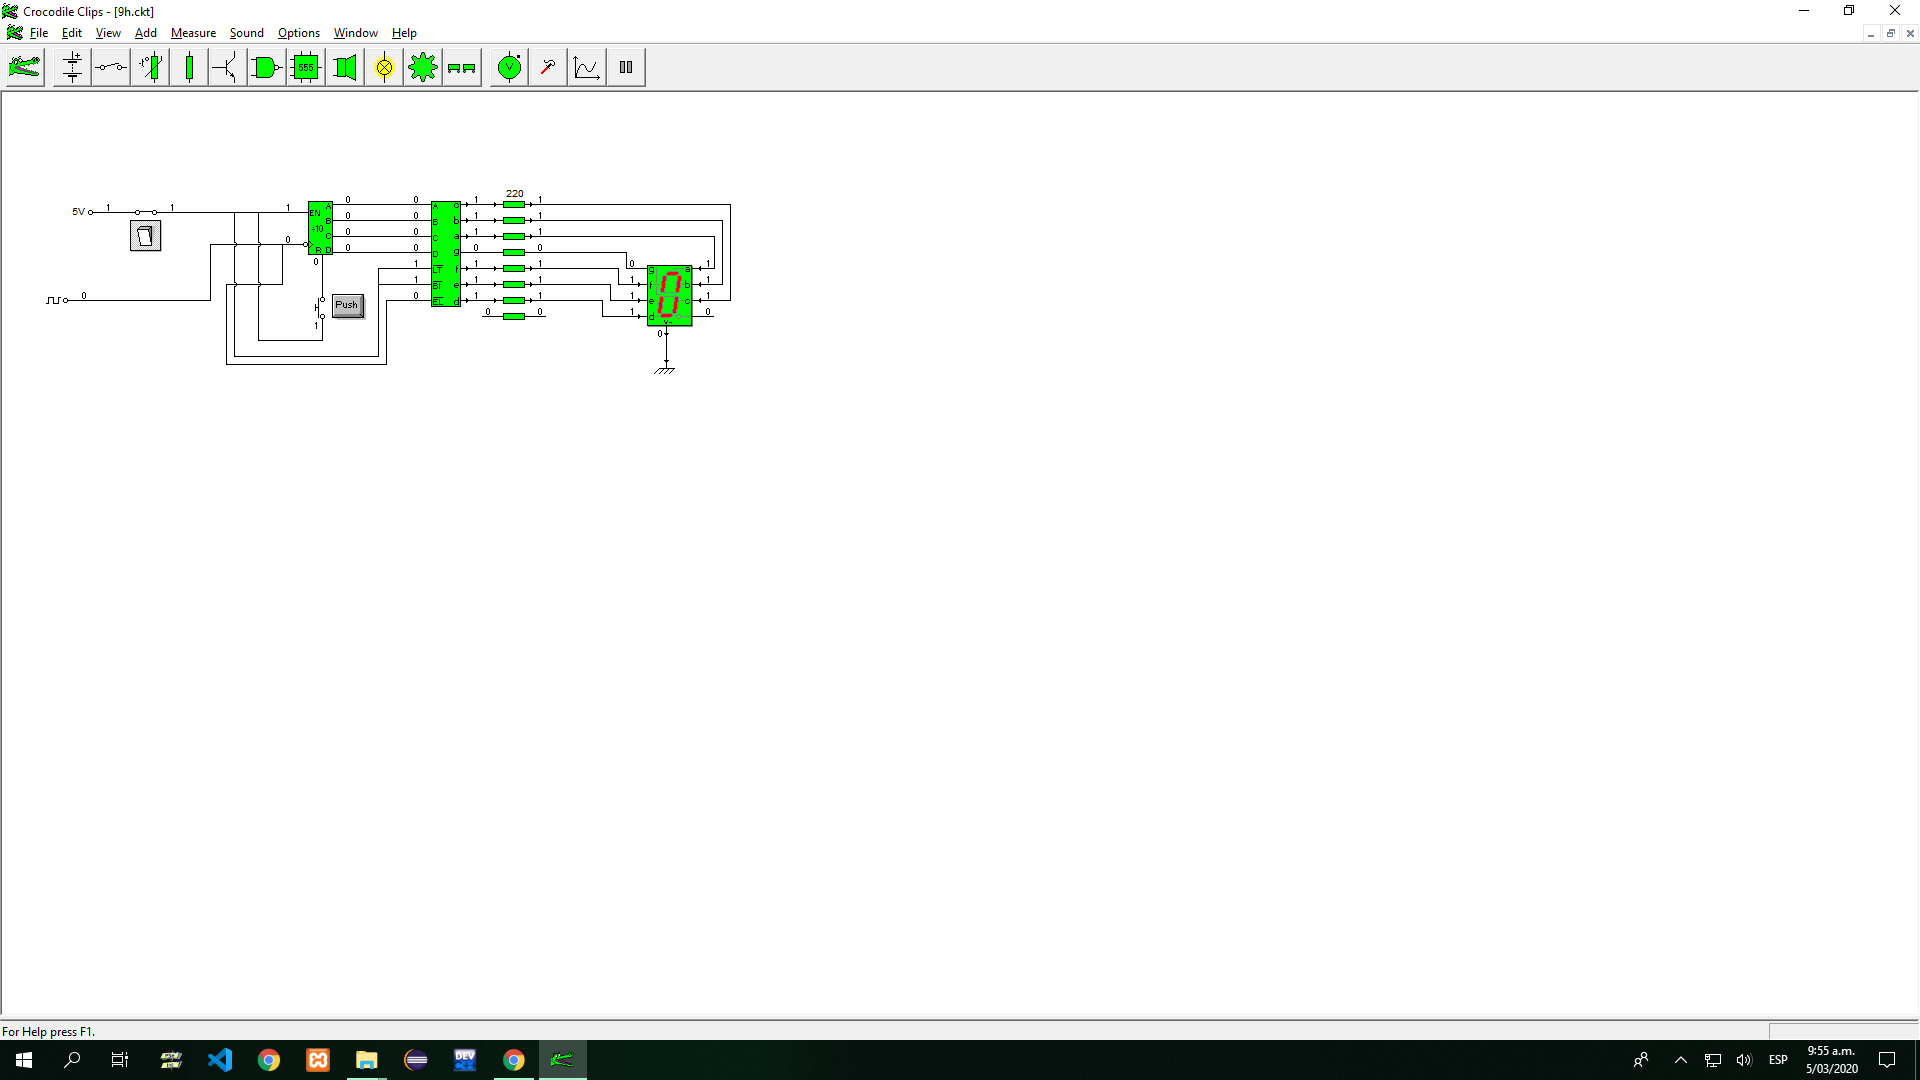 Crocodile Clips - [9h.ckt]
File Edit View Add Measure Sound Options Window Help
555
V
220
5V 1 1 1 EN A 0 0 A c 1 1
B 0 0 B b 1 1
÷10
C 0 0 C a 1 1
0 R D 0 0 D g 0 0
0 1 LT f 1 1 0 g a 1
1 BI e 1 1 1 f b 1
0 0 EL d 1 1 1 e c 1
Push
1 0 0 1 d 0
0
For Help press F1.
DEV
C++
ESP
9:55 a.m.
5/03/2020